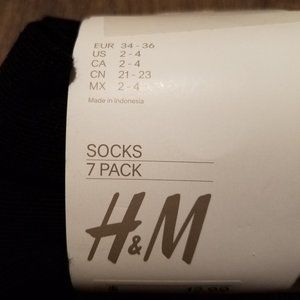 EUR 34 - 36
US 2 - 4
CA 2 - 4
CN 21 - 23
MX 2 - 4
Made in Indonesia
SOCKS
7 PACK
H&M